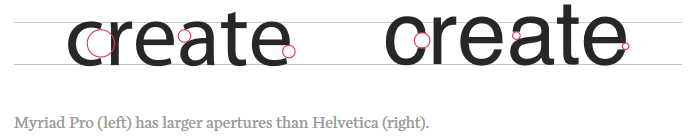 create create
Myriad Pro (left) has larger apertures than Helvetica (right).